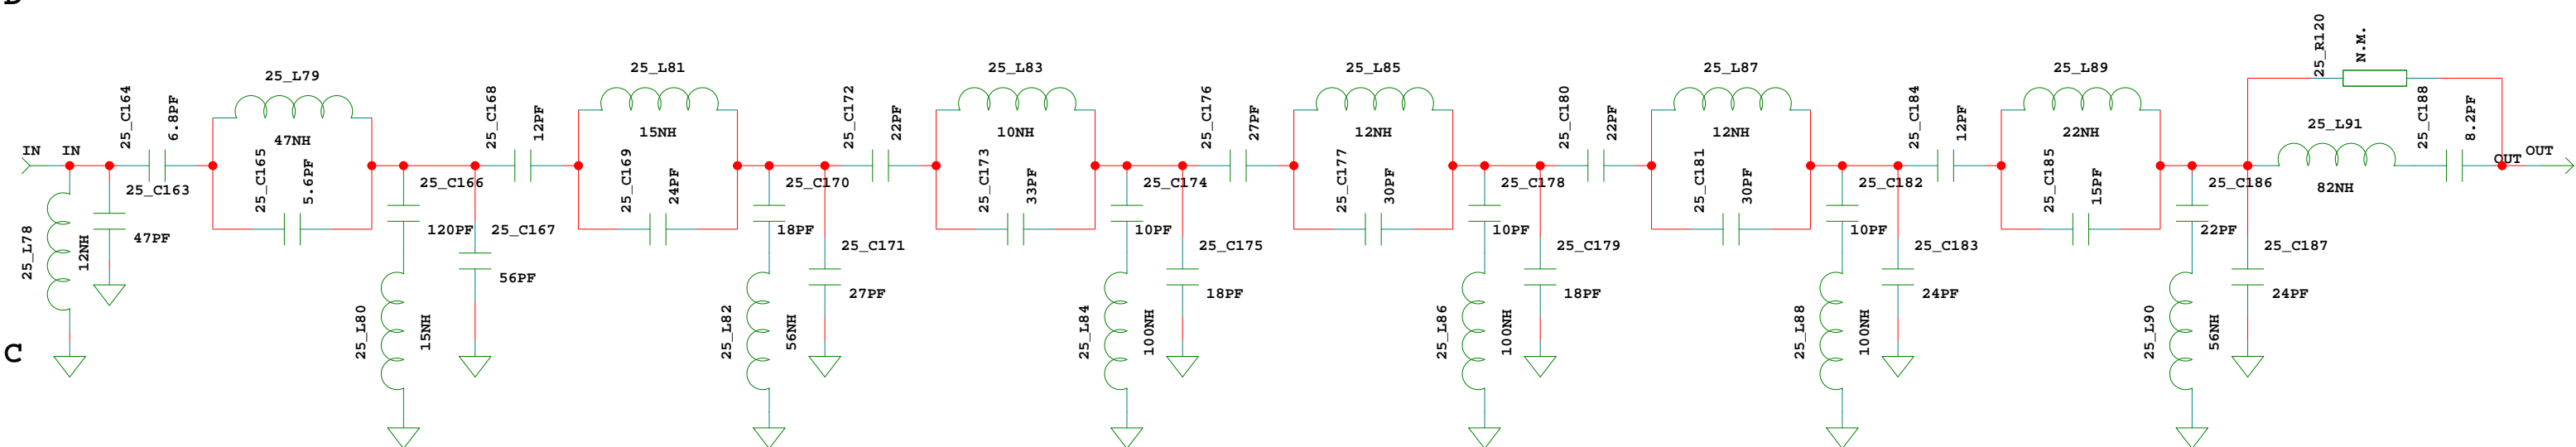 25_R120
N.M.
25_L79
25_L81
25_L83
25_L85
25_L87
25_L89
25_C164
6.8PF
47NH
25_C168
12PF
15NH
25_C172
22PF
10NH
25_C176
27PF
12NH
25_C180
22PF
12NH
25_C184
12PF
22NH
25_L91
25_C188
8.2PF
IN
IN
OUT
OUT
25_C163
25_C165
5.6PF
25_C166
25_C169
24PF
25_C170
25_C173
33PF
25_C174
25_C177
30PF
25_C178
25_C181
30PF
25_C182
25_C185
15PF
25_C186
82NH
25_L78
12NH
47PF
120PF
25_C167
18PF
25_C171
10PF
25_C175
10PF
25_C179
10PF
25_C183
22PF
25_C187
56PF
27PF
18PF
18PF
24PF
24PF
25_L80
15NH
25_L82
56NH
25_L84
100NH
25_L86
100NH
25_L88
100NH
25_L90
56NH
C